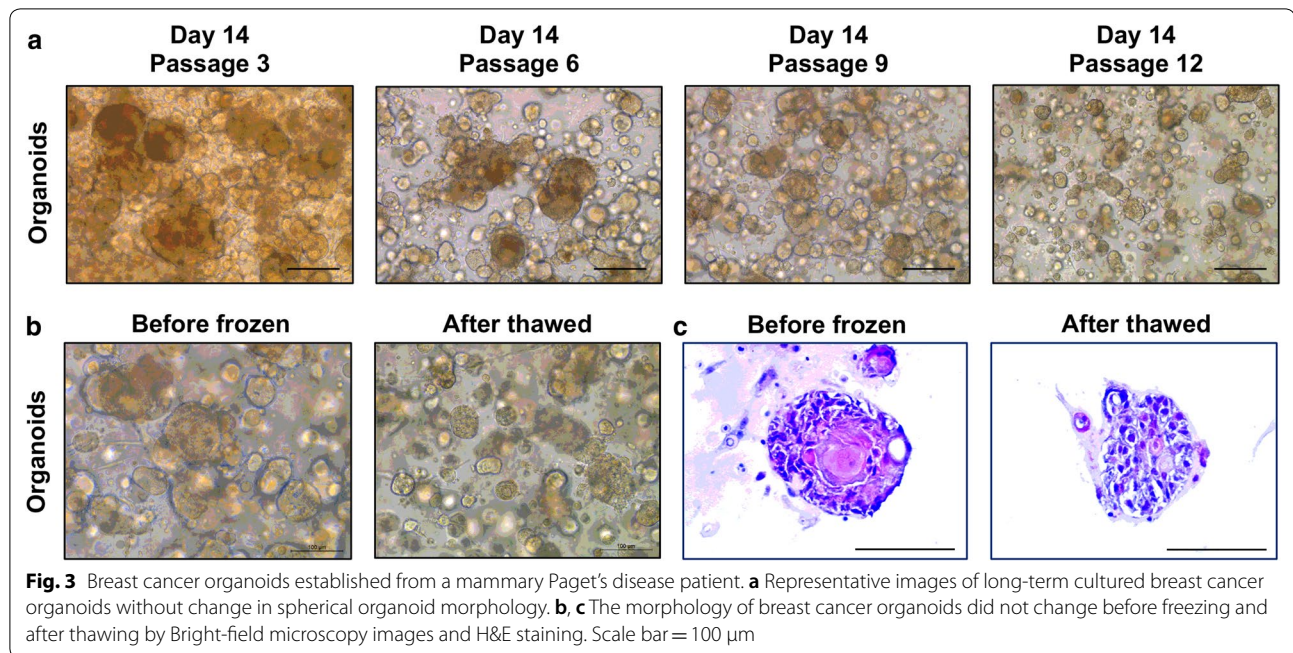 a
Day 14
Passage 3
Day 14
Passage 6
Day 14
Passage 9
Day 14
Passage 12
Organoids
b
Before frozen
After thawed
c
Before frozen
After thawed
Organoids
100 µm
100 µm
Fig. 3 Breast cancer organoids established from a mammary Paget’s disease patient. a Representative images of long-term cultured breast cancer
organoids without change in spherical organoid morphology. b, c The morphology of breast cancer organoids did not change before freezing and
after thawing by Bright-field microscopy images and H&E staining. Scale bar = 100 µm